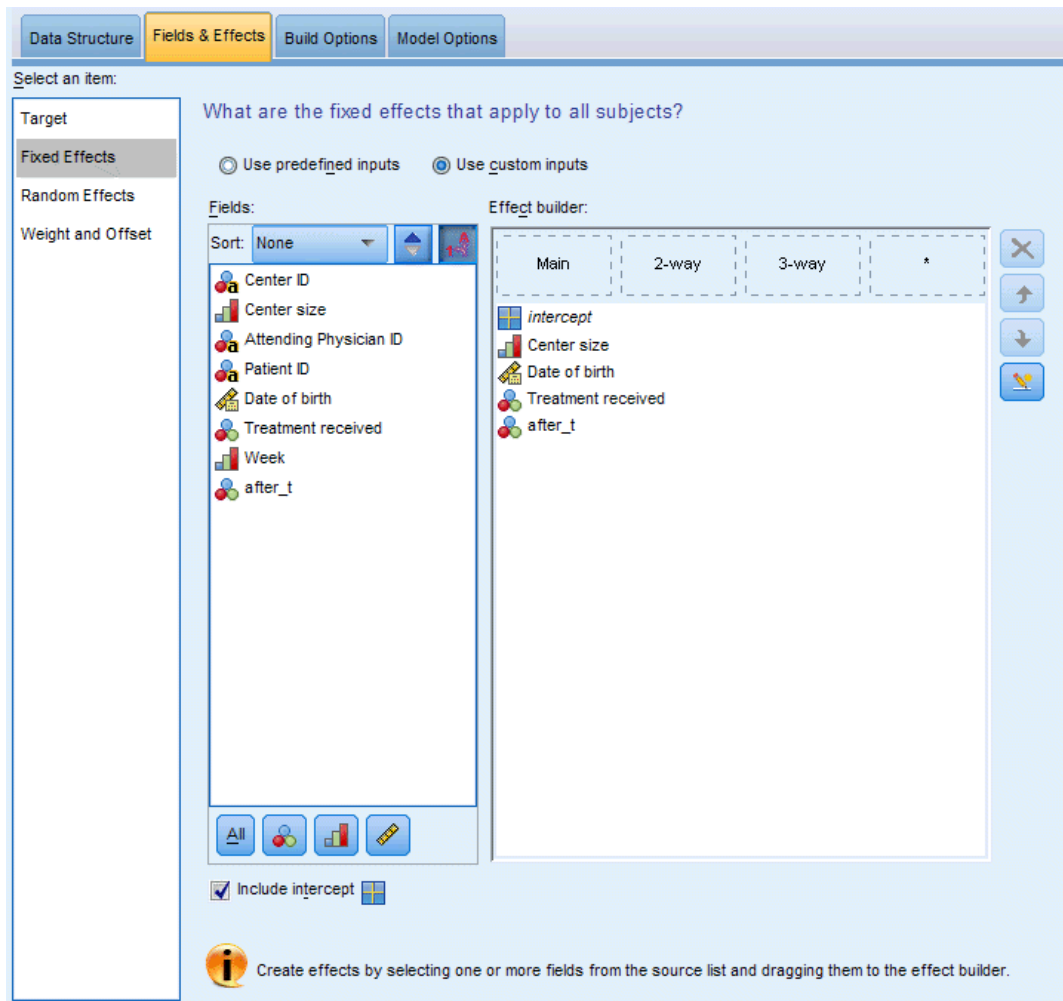 Data Structure Fields & Effects Build Options Model Options
Select an item:
Target
Fixed Effects
Random Effects
Weight and Offset
What are the fixed effects that apply to all subjects?
Use predefined inputs Use custom inputs
Fields:
Sort: None
Center ID
Center size
Attending Physician ID
Patient ID
Date of birth
Treatment received
Week
after_t
All
Effect builder:
Main 2-way 3-way *
intercept
Center size
Date of birth
Treatment received
after_t
Include intercept
Create effects by selecting one or more fields from the source list and dragging them to the effect builder.